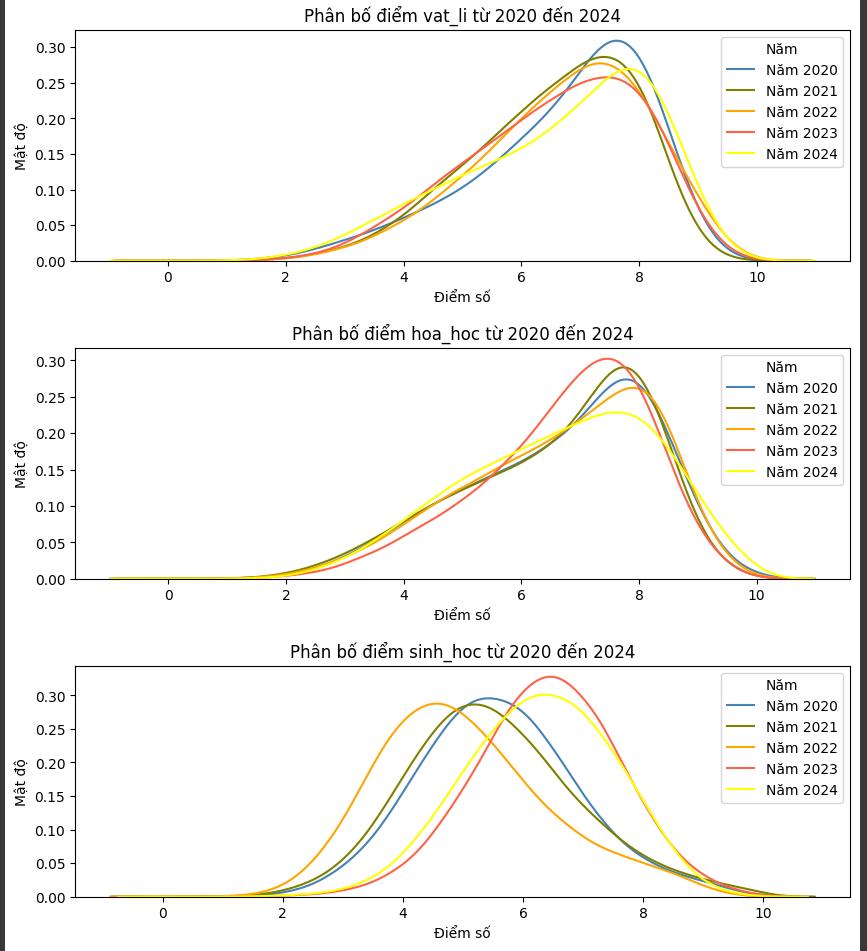 Phân bố điểm vat_li từ 2020 đến 2024
0.30
0.25
0.20
0.15
0.10
0.05
0.00
Mật độ
Năm
Năm 2020
Năm 2021
Năm 2022
Năm 2023
Năm 2024
0 2 4 6 8 10
Điểm số
Phân bố điểm hoa_hoc từ 2020 đến 2024
0.30
0.25
0.20
0.15
0.10
0.05
0.00
Mật độ
Năm
Năm 2020
Năm 2021
Năm 2022
Năm 2023
Năm 2024
0 2 4 6 8 10
Điểm số
Phân bố điểm sinh_hoc từ 2020 đến 2024
0.30
0.25
0.20
0.15
0.10
0.05
0.00
Mật độ
Năm
Năm 2020
Năm 2021
Năm 2022
Năm 2023
Năm 2024
0 2 4 6 8 10
Điểm số